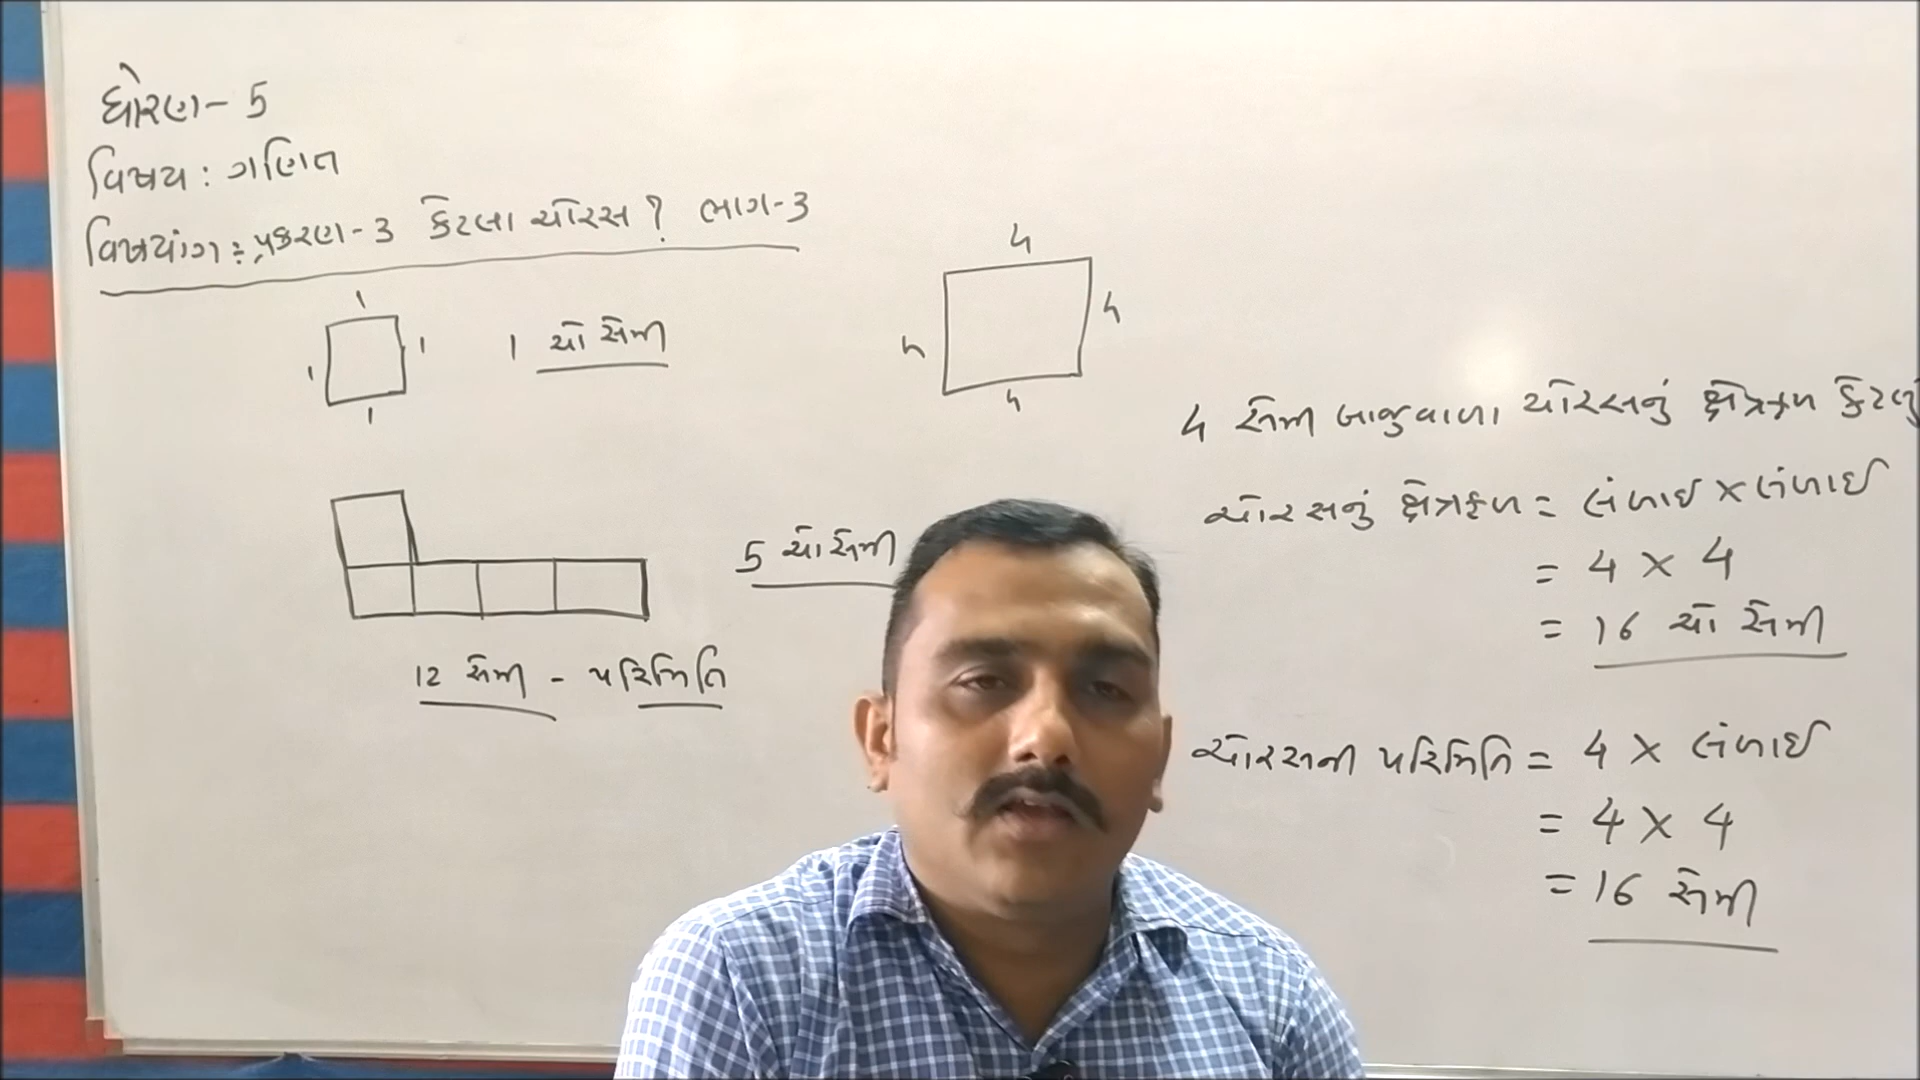 ધોરણ - 5
વિષય : ગણિત
વિષયાંગ : પ્રકરણ - 3 કેટલા ચોરસ ? ભાગ - 3
1
1 1
1
1 ચો સેમી
4
4 4
4
5 ચો સેમી
12 સેમી - પરિમિતિ
4 સેમી બાજુવાળા ચોરસનું ક્ષેત્રફળ કેટલું
ચોરસનું ક્ષેત્રફળ = લંબાઈ × લંબાઈ
= 4 × 4
= 16 ચો સેમી
ચોરસની પરિમિતિ = 4 × લંબાઈ
= 4 × 4
= 16 સેમી